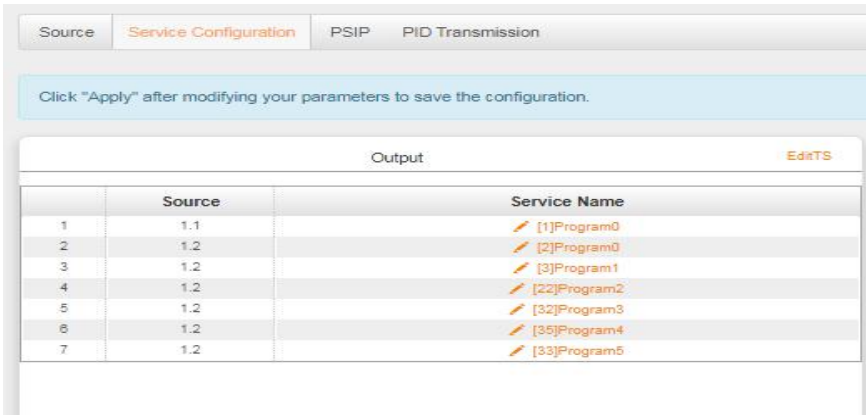 Source Service Configuration PSIP PID Transmission
Click "Apply" after modifying your parameters to save the configuration.
Output EditTS
Source Service Name
1 1.1 [1]Program0
2 1.2 [2]Program0
3 1.2 [3]Program1
4 1.2 [22]Program2
5 1.2 [32]Program3
6 1.2 [35]Program4
7 1.2 [33]Program5